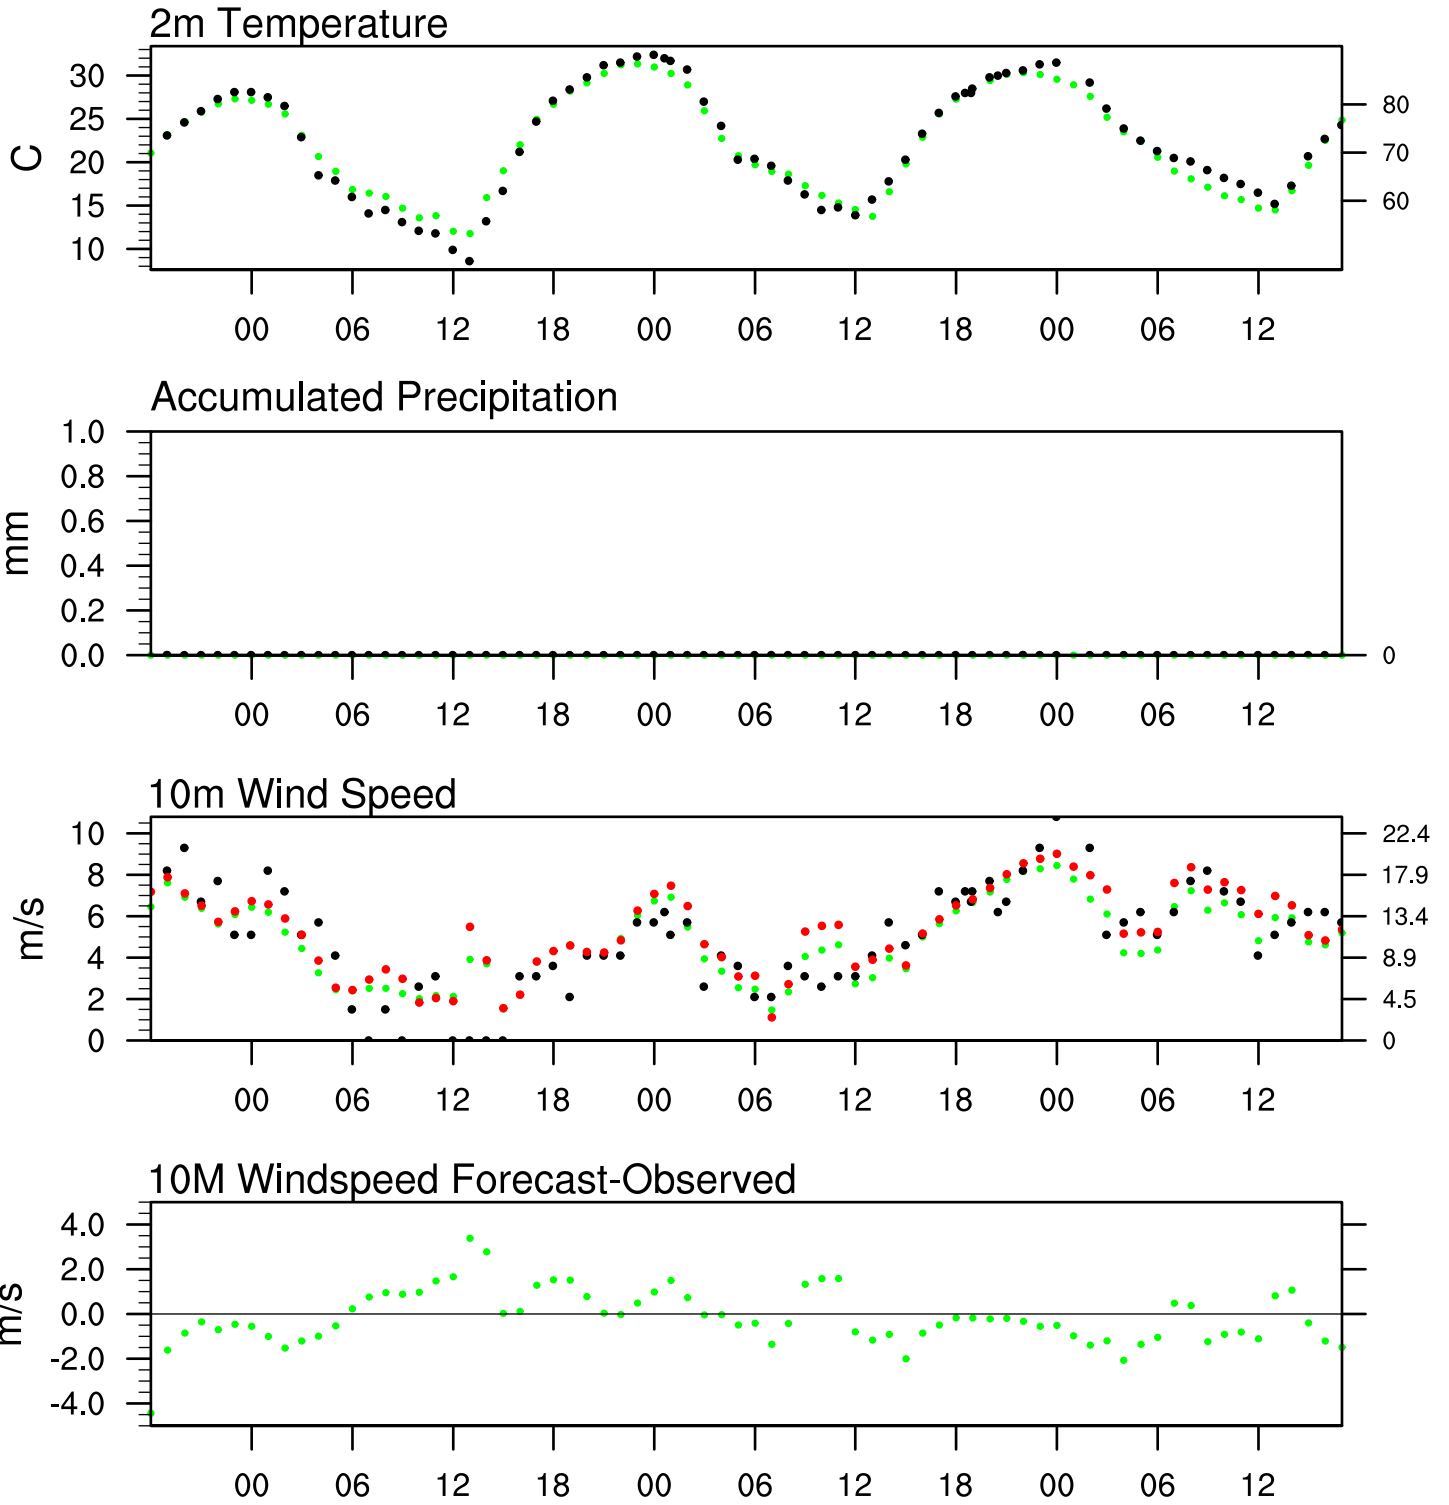 2m Temperature
30
25
20
15
10
C
80
70
60
00 06 12 18 00 06 12 18 00 06 12
Accumulated Precipitation
1.0
0.8
0.6
0.4
0.2
0.0
mm
0
00 06 12 18 00 06 12 18 00 06 12
10m Wind Speed
10
8
6
4
2
0
m/s
22.4
17.9
13.4
8.9
4.5
0
00 06 12 18 00 06 12 18 00 06 12
10M Windspeed Forecast-Observed
4.0
2.0
0.0
-2.0
-4.0
m/s
00 06 12 18 00 06 12 18 00 06 12